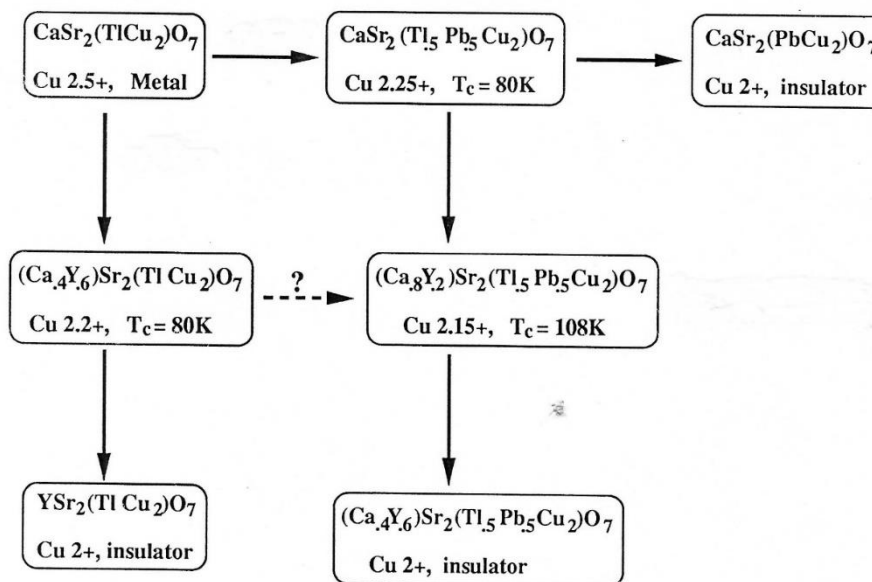 CaSr₂(TlCu₂)O₇
Cu 2.5+, Metal
CaSr₂(Tl.5 Pb.5 Cu₂)O₇
Cu 2.25+, Tc = 80K
CaSr₂(PbCu₂)O₇
Cu 2+, insulator
(Ca.4Y.6)Sr₂(Tl Cu₂)O₇
Cu 2.2+, Tc = 80K
?
(Ca.8Y.2)Sr₂(Tl.5 Pb.5Cu₂)O₇
Cu 2.15+, Tc = 108K
YSr₂(Tl Cu₂)O₇
Cu 2+, insulator
(Ca.4Y.6)Sr₂(Tl.5 Pb.5Cu₂)O₇
Cu 2+, insulator